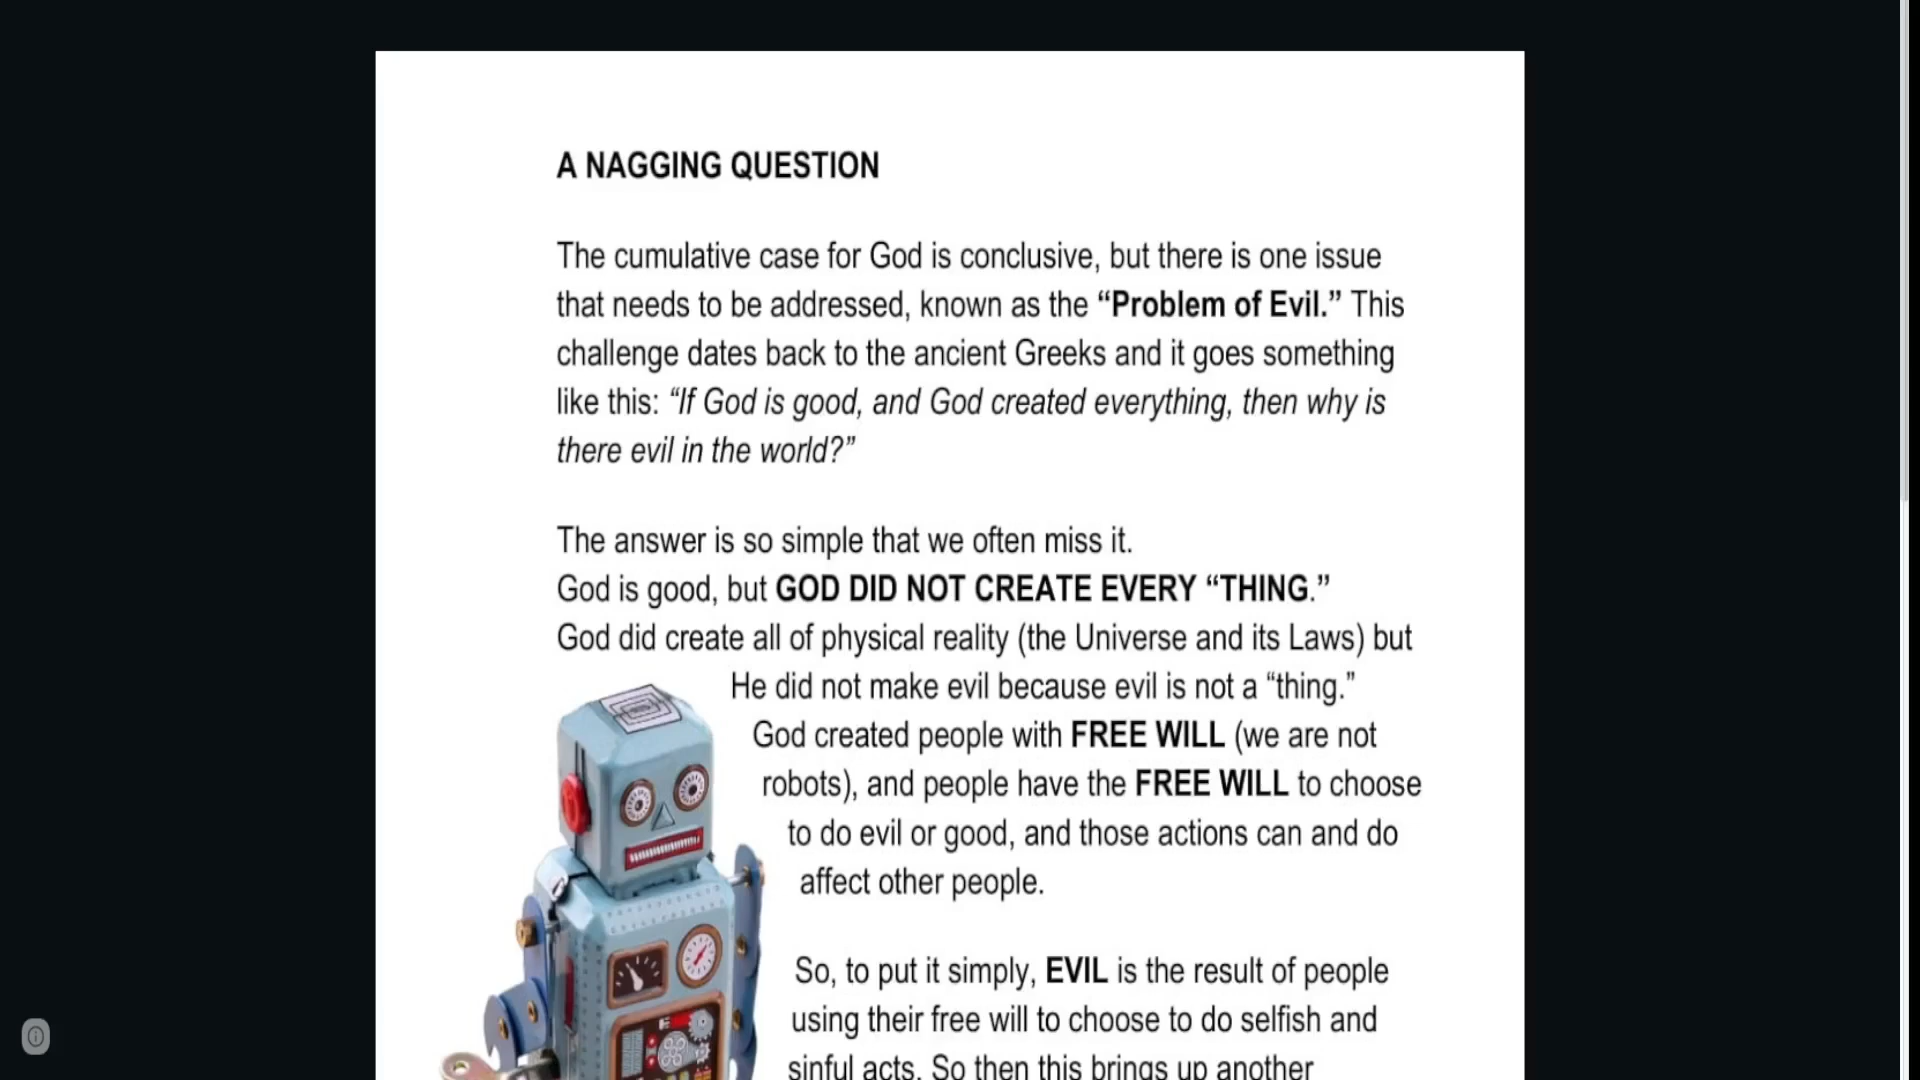 A NAGGING QUESTION
The cumulative case for God is conclusive, but there is one issue
that needs to be addressed, known as the “Problem of Evil.” This
challenge dates back to the ancient Greeks and it goes something
like this: “If God is good, and God created everything, then why is
there evil in the world?”
The answer is so simple that we often miss it.
God is good, but GOD DID NOT CREATE EVERY “THING.”
God did create all of physical reality (the Universe and its Laws) but
He did not make evil because evil is not a “thing.”
God created people with FREE WILL (we are not
robots), and people have the FREE WILL to choose
to do evil or good, and those actions can and do
affect other people.
So, to put it simply, EVIL is the result of people
using their free will to choose to do selfish and
sinful acts. So then this brings up another